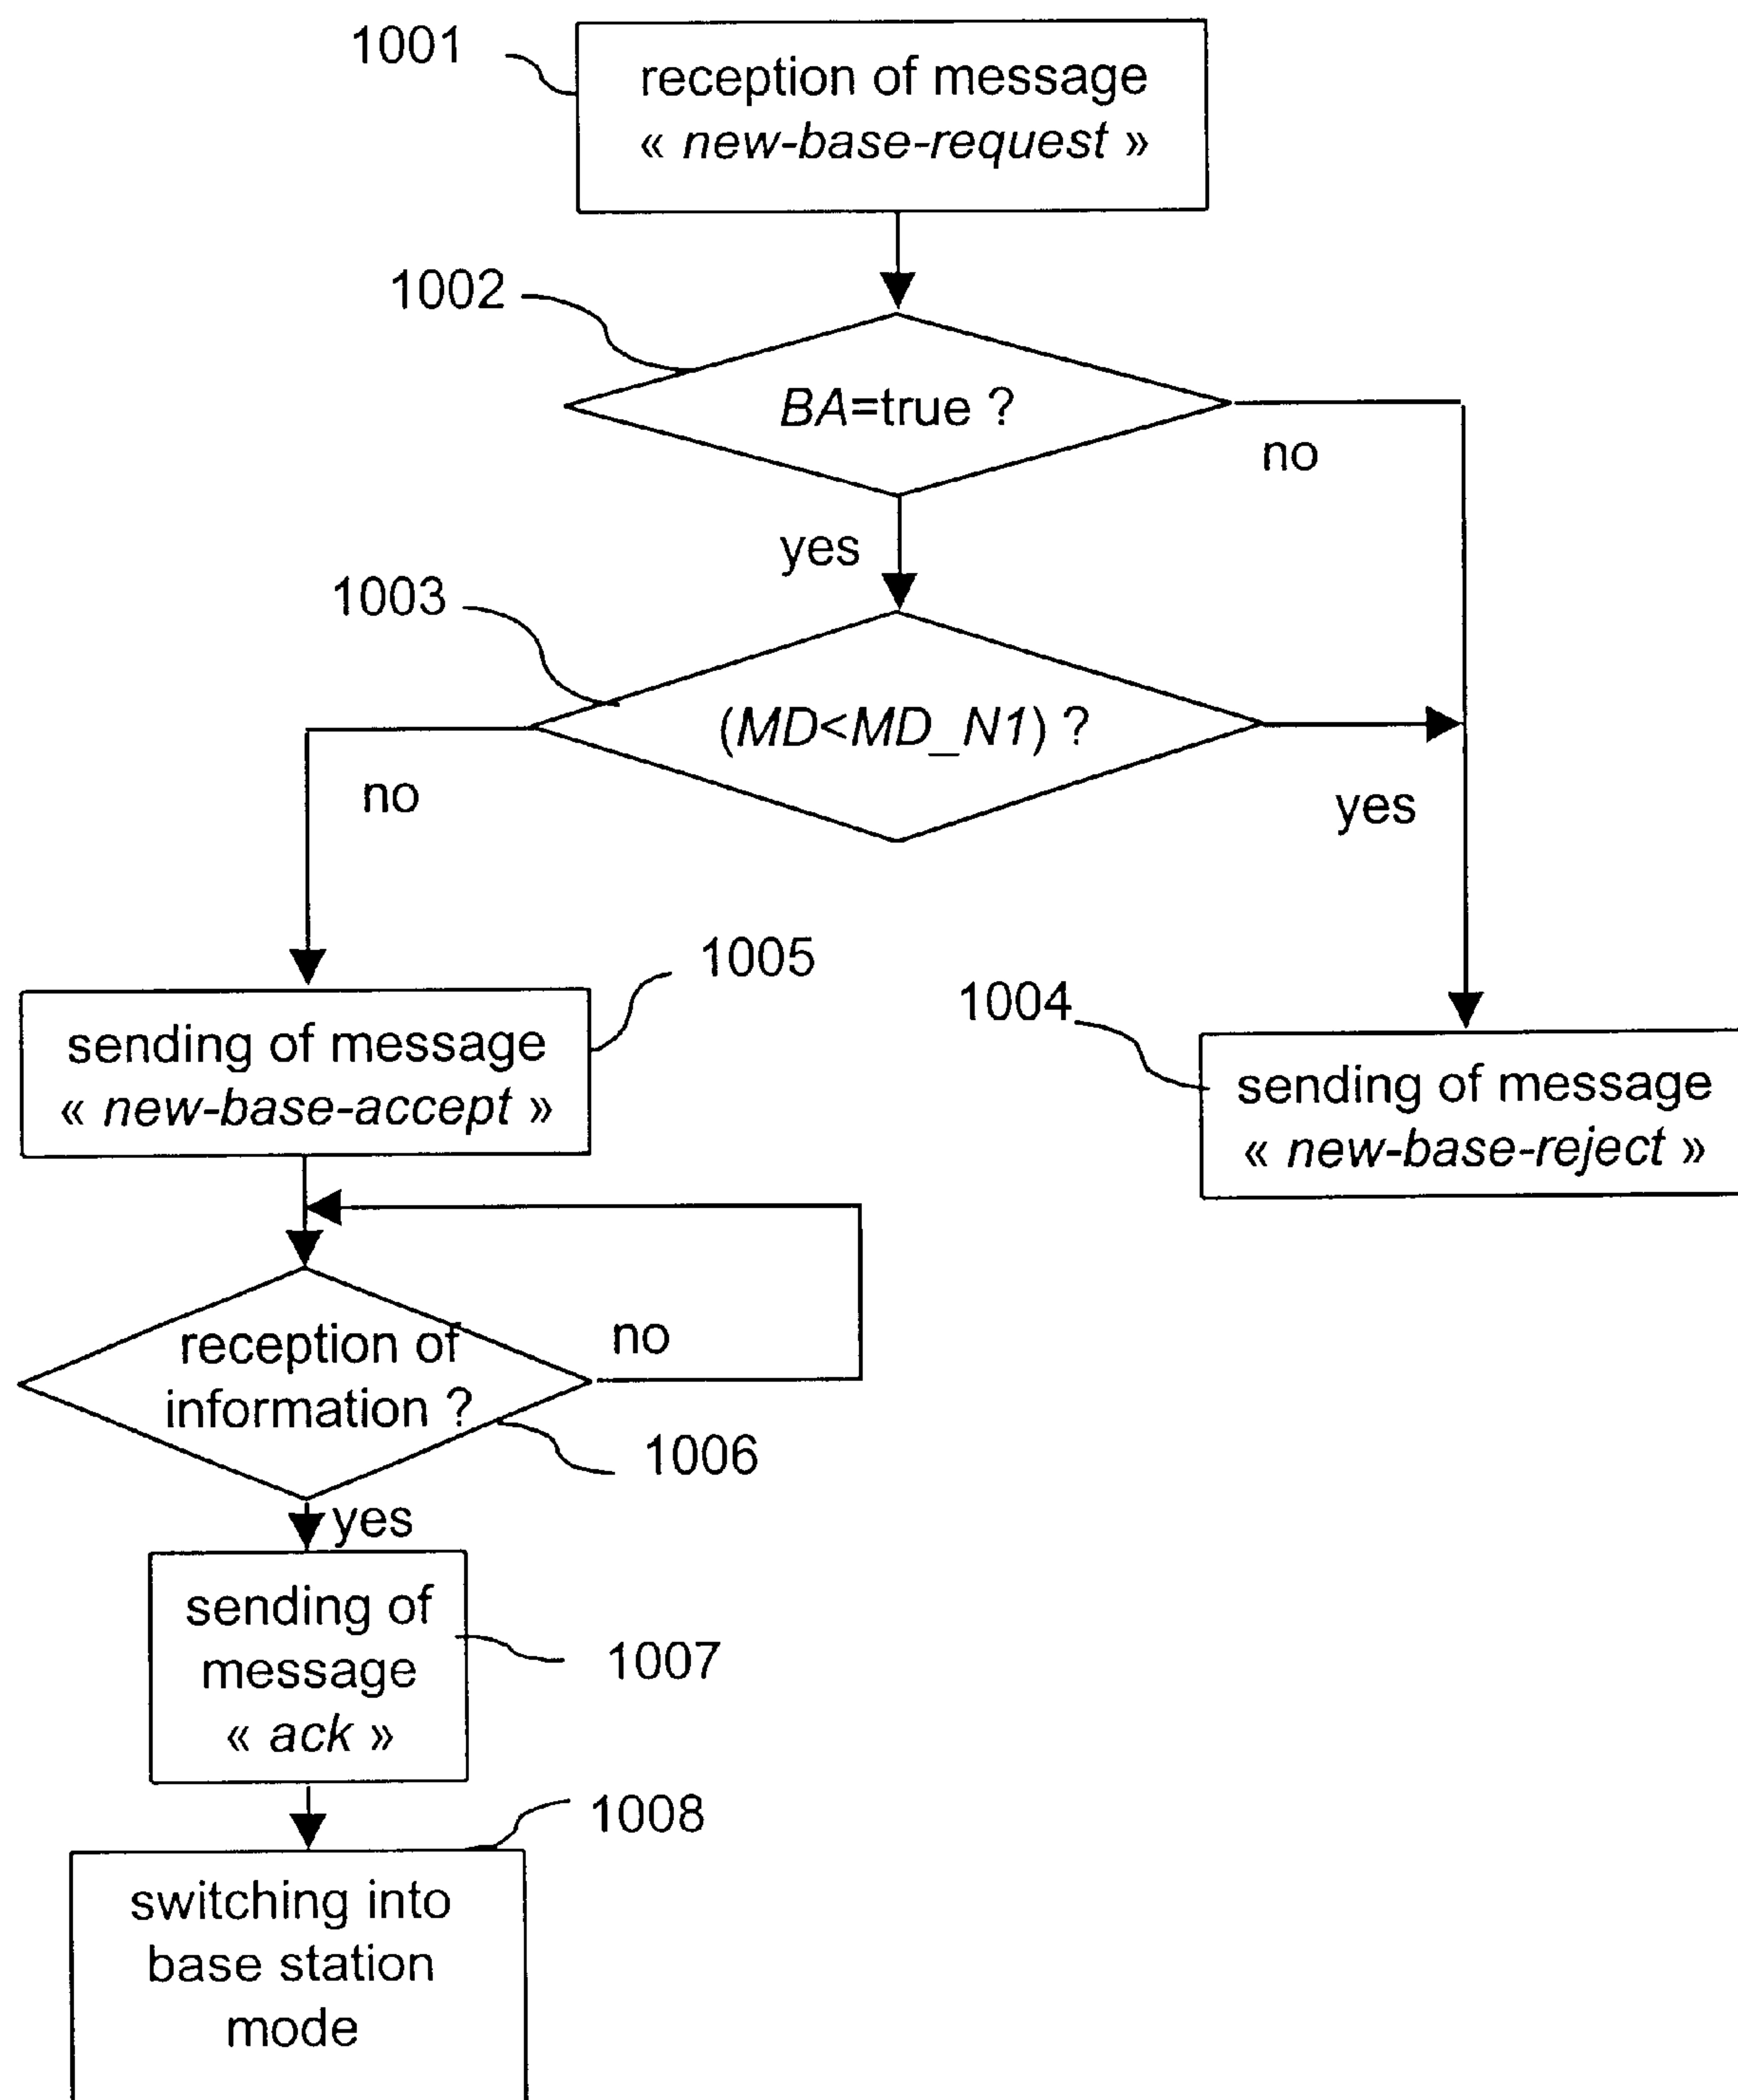 1001
reception of message
« new-base-request »
1002
BA=true ?
no
yes
1003
(MD<MD_N1) ?
no
yes
1005
1004
sending of message
« new-base-accept »
sending of message
« new-base-reject »
reception of
information ?
no
1006
yes
sending of
message
« ack »
1007
1008
switching into
base station
mode